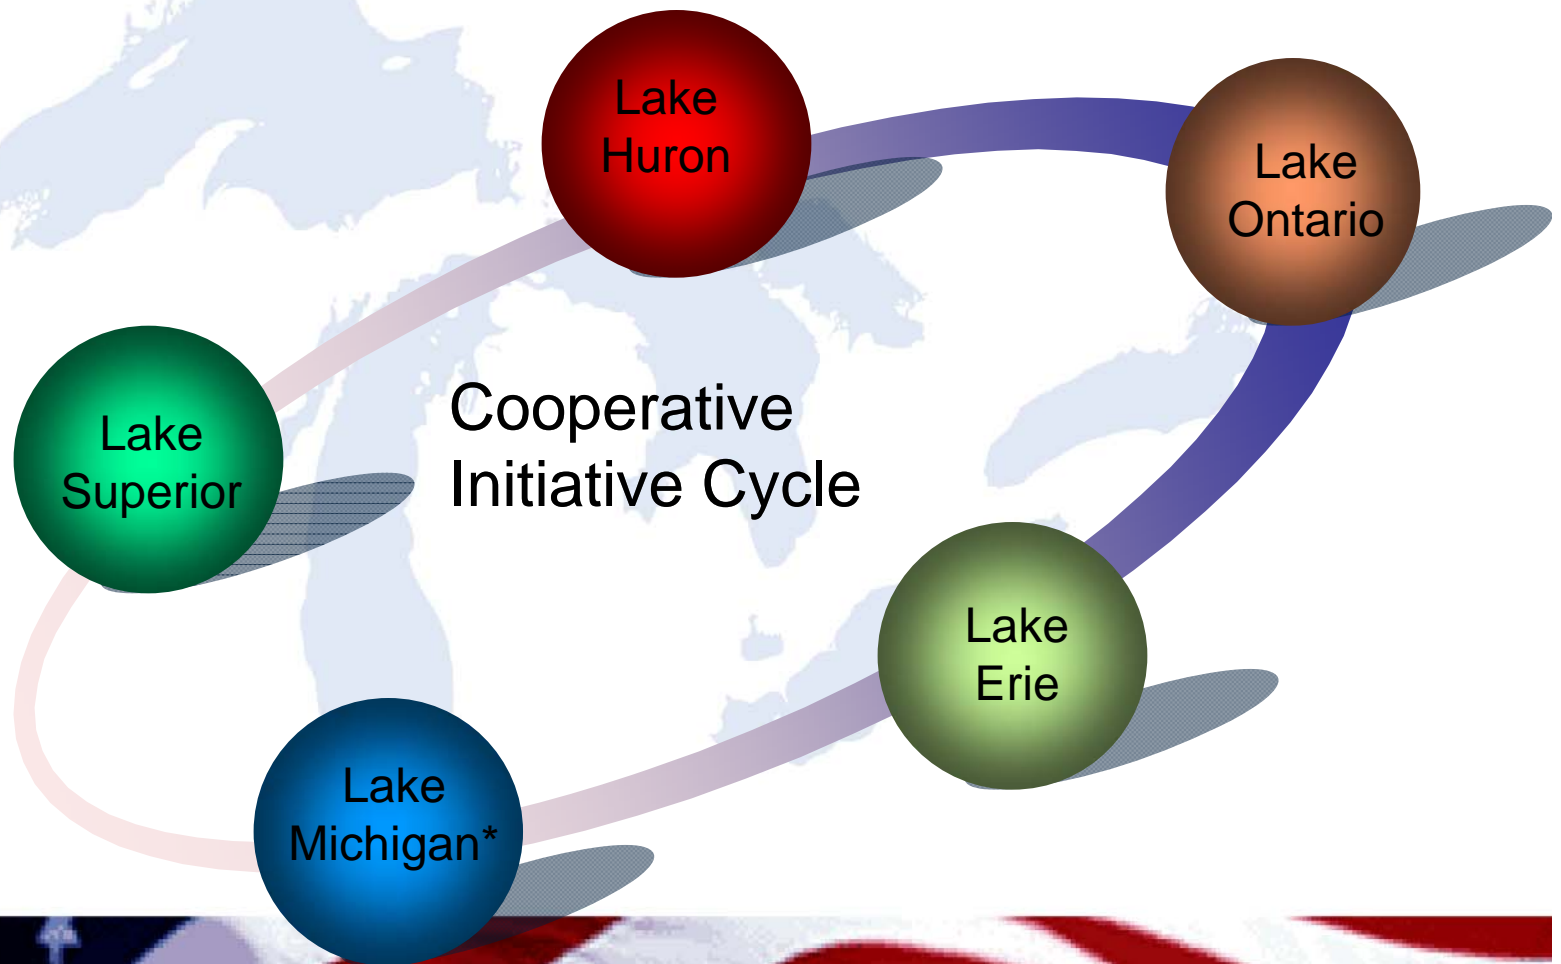 Lake
Huron
Lake
Ontario
Lake
Superior
Cooperative
Initiative Cycle
Lake
Erie
Lake
Michigan*